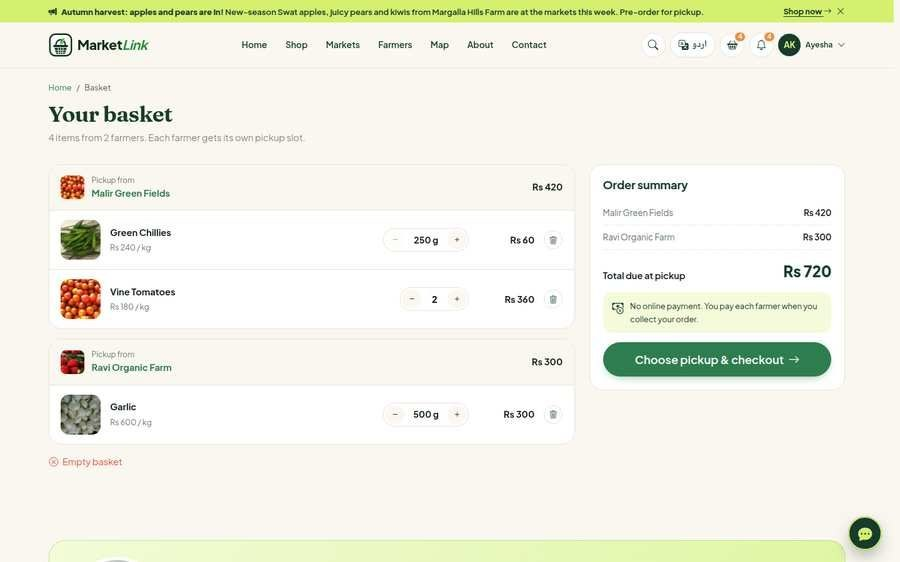 Autumn harvest: apples and pears are in! New-season Swat apples, juicy pears and kiwis from Margalla Hills Farm are at the markets this week. Pre-order for pickup.
Shop now →
MarketLink
Home
Shop
Markets
Farmers
Map
About
Contact
اردو
4
4
AK
Ayesha
Home / Basket
Your basket
4 items from 2 farmers. Each farmer gets its own pickup slot.
Pickup from
Malir Green Fields
Rs 420
Green Chillies
Rs 240 / kg
− 250 g +
Rs 60
Vine Tomatoes
Rs 180 / kg
− 2 +
Rs 360
Pickup from
Ravi Organic Farm
Rs 300
Garlic
Rs 600 / kg
− 500 g +
Rs 300
Empty basket
Order summary
Malir Green Fields
Rs 420
Ravi Organic Farm
Rs 300
Total due at pickup
Rs 720
No online payment. You pay each farmer when you
collect your order.
Choose pickup & checkout →